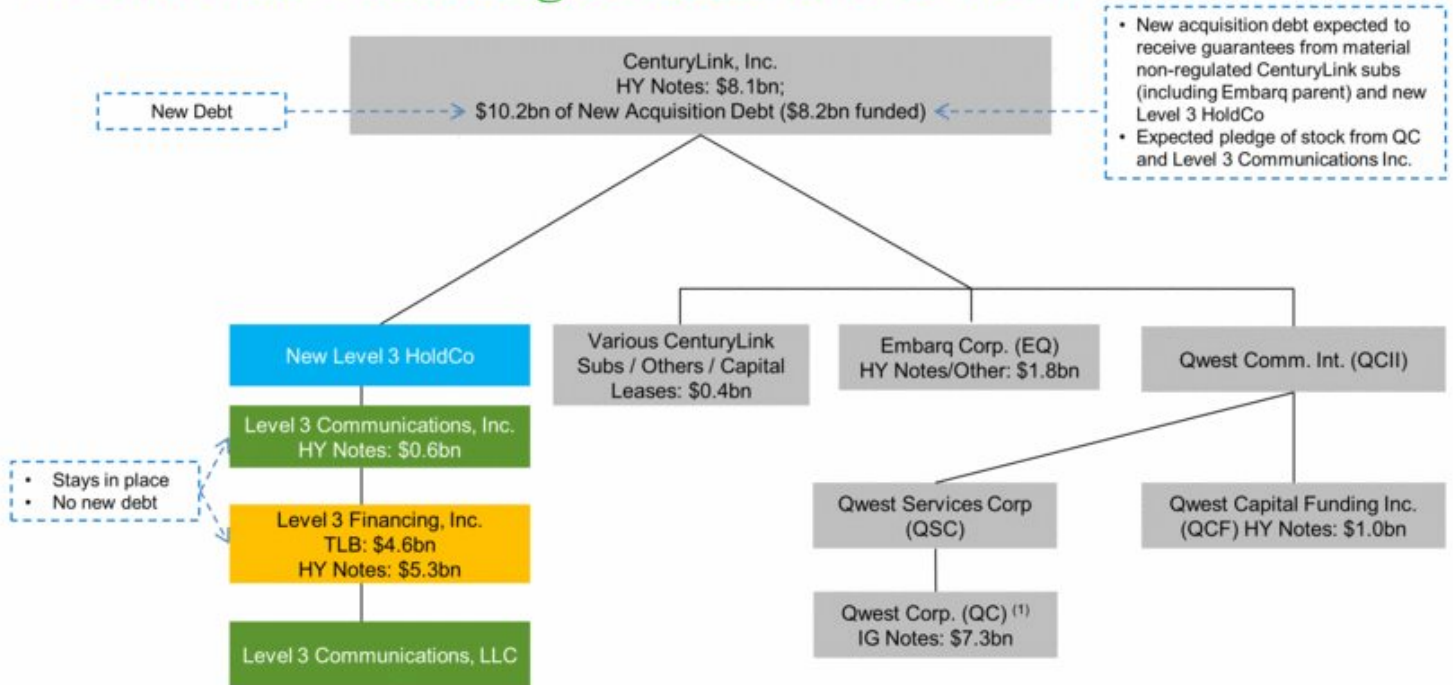 CenturyLink, Inc.
HY Notes: $8.1bn;
$10.2bn of New Acquisition Debt ($8.2bn funded)
New Debt
• New acquisition debt expected to
receive guarantees from material
non-regulated CenturyLink subs
(including Embarq parent) and new
Level 3 HoldCo
• Expected pledge of stock from QC
and Level 3 Communications Inc.
New Level 3 HoldCo
Various CenturyLink
Subs / Others / Capital
Leases: $0.4bn
Embarq Corp. (EQ)
HY Notes/Other: $1.8bn
Qwest Comm. Int. (QCII)
Level 3 Communications, Inc.
HY Notes: $0.6bn
• Stays in place
• No new debt
Level 3 Financing, Inc.
TLB: $4.6bn
HY Notes: $5.3bn
Qwest Services Corp
(QSC)
Qwest Capital Funding Inc.
(QCF) HY Notes: $1.0bn
Qwest Corp. (QC) (1)
IG Notes: $7.3bn
Level 3 Communications, LLC